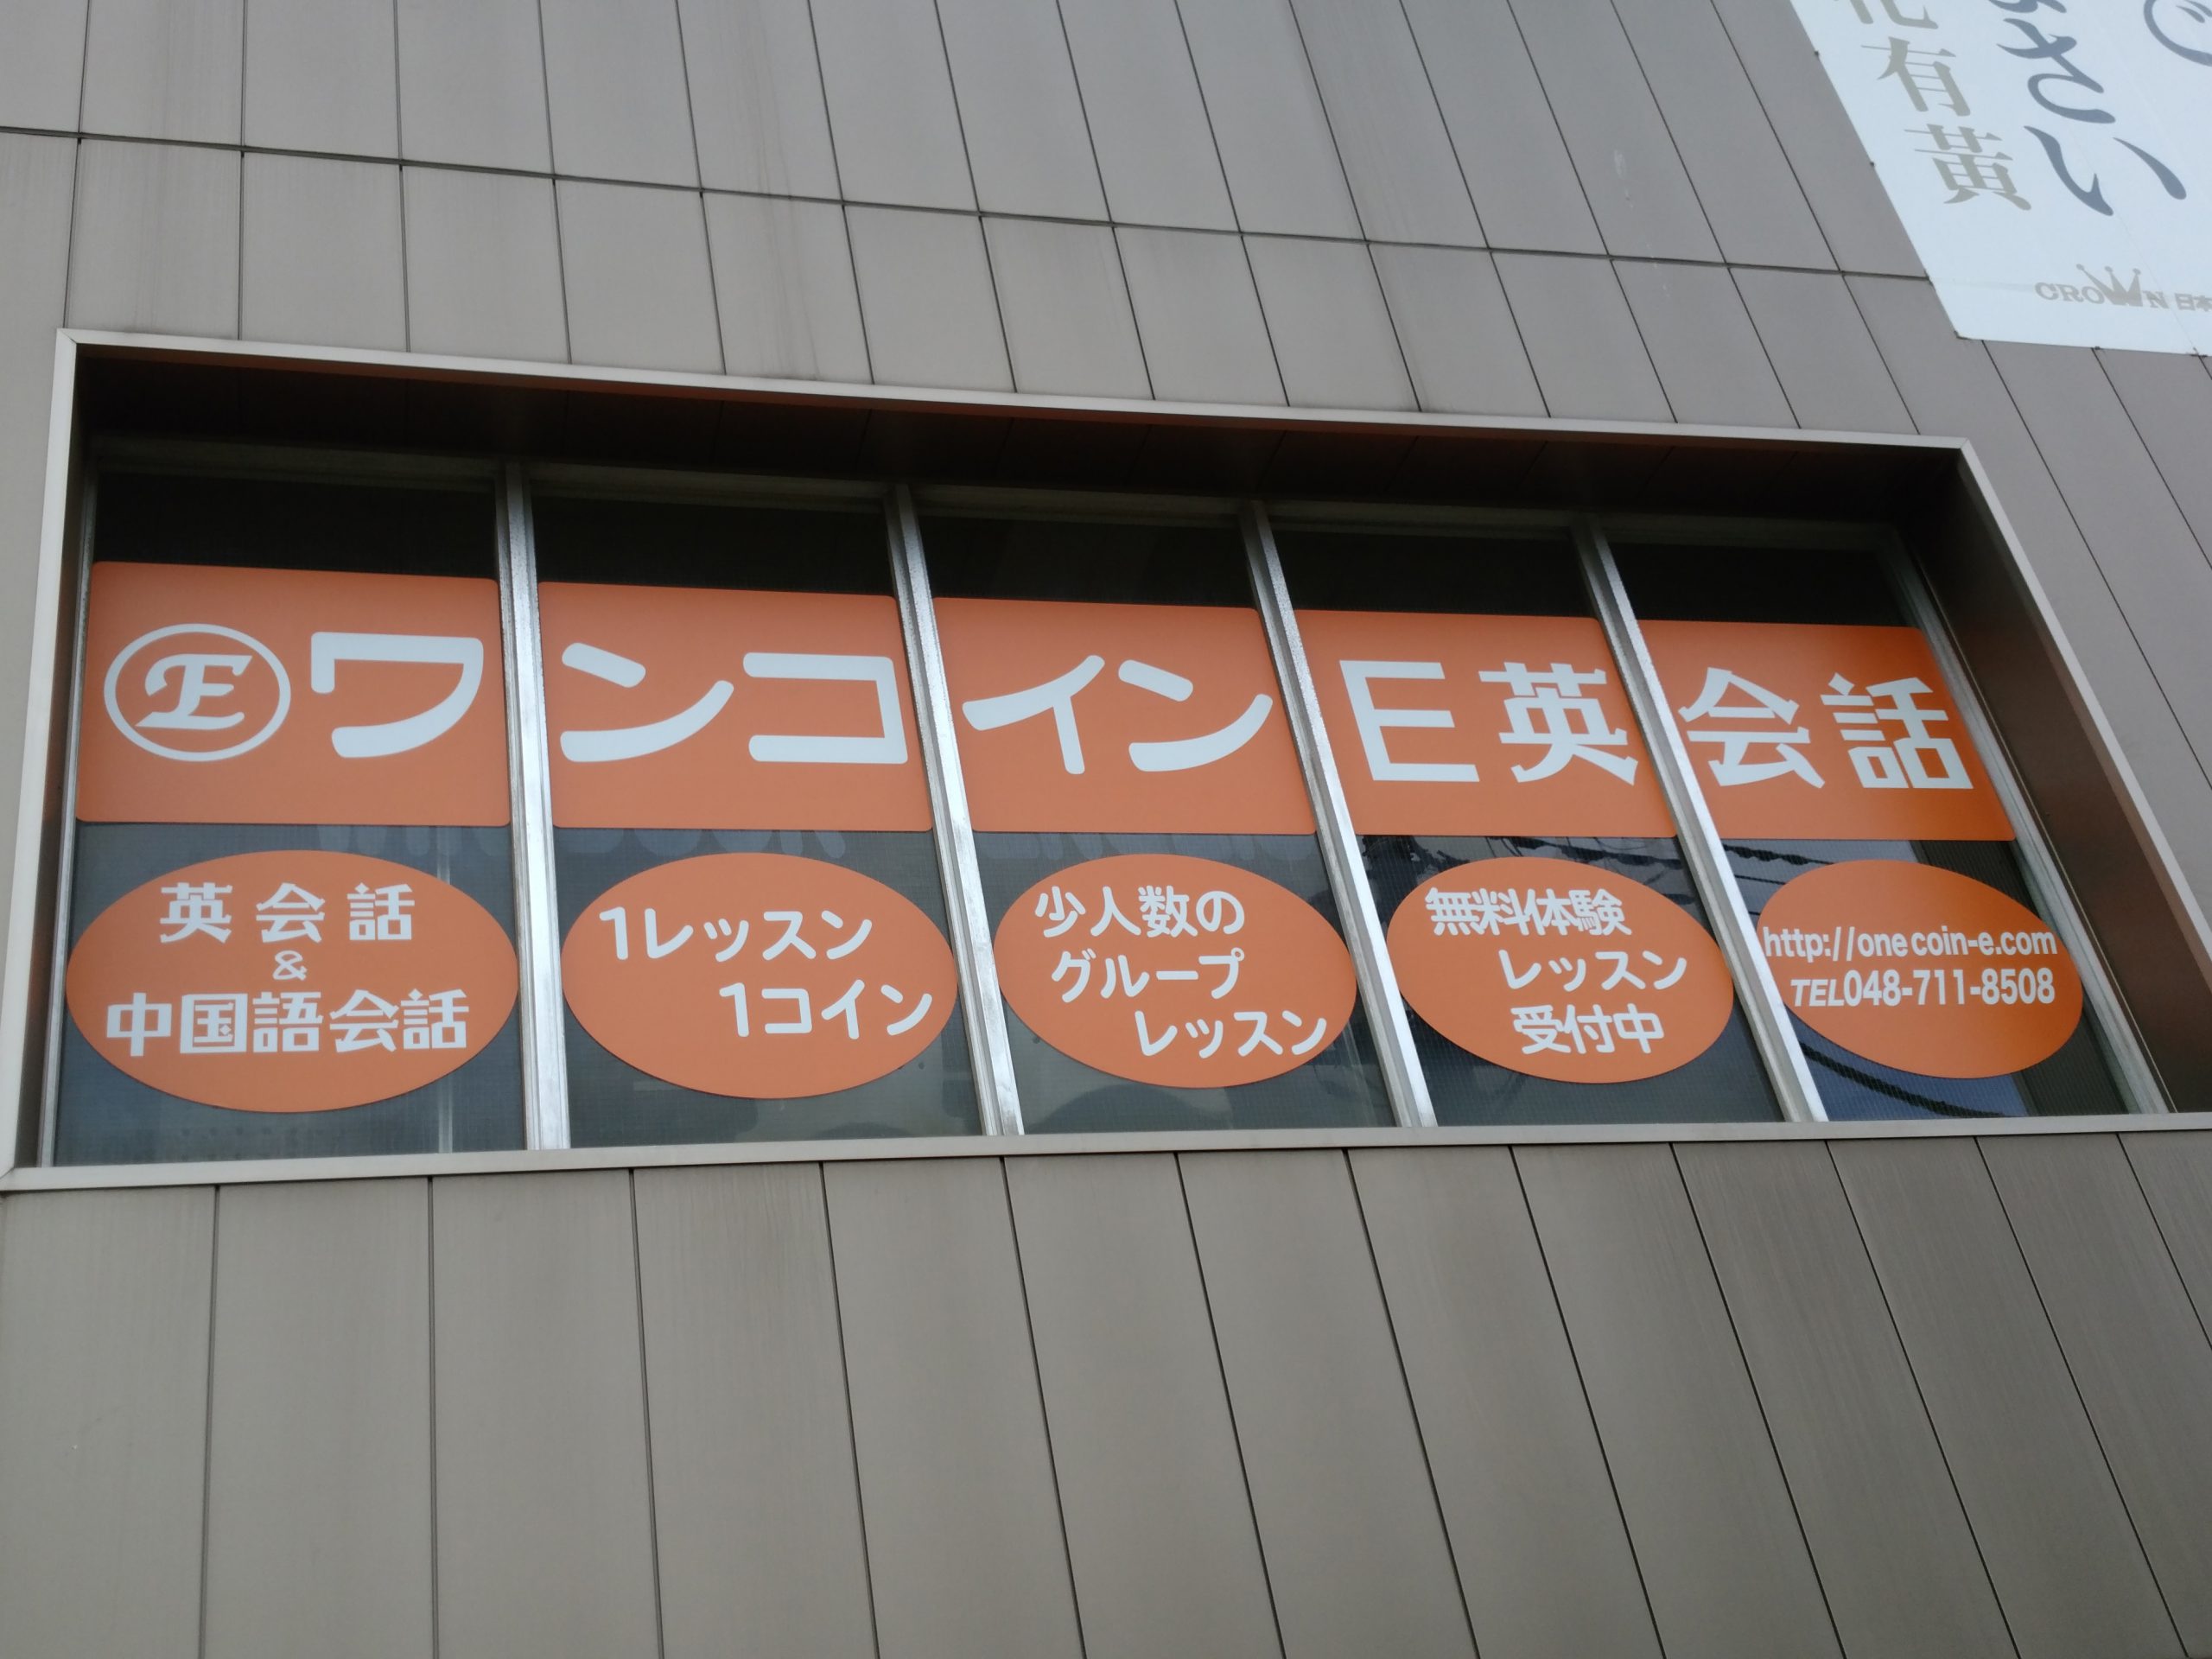 Eワンコイン E英会話
英会話
&
中国語会話
1レッスン
1コイン
少人数の
グループ
レッスン
無料体験
レッスン
受付中
http://onecoin-e.com
TEL048-711-8508
さい
有黄
CROWN 日本